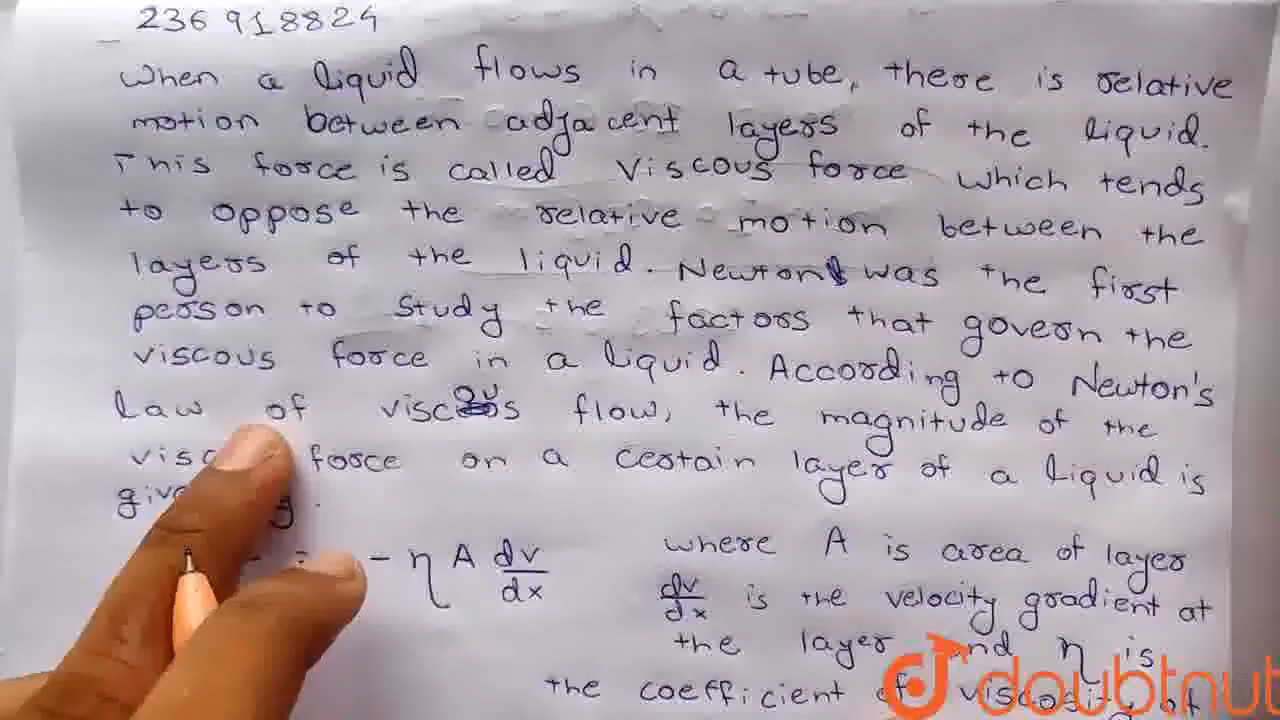 236918824
When a liquid flows in a tube, there is relative
motion between adjacent layers of the liquid.
This force is called viscous force which tends
to oppose the relative motion between the
layers of the liquid. Newton was the first
person to study the factors that govern the
viscous force in a liquid. According to Newton's
law of viscous flow, the magnitude of the
force on a certain layer of a liquid is
- η A dv/dx
where A is area of layer
dv/dx is the velocity gradient at
the layer and η is
the coefficient of viscosity of
doubtnut